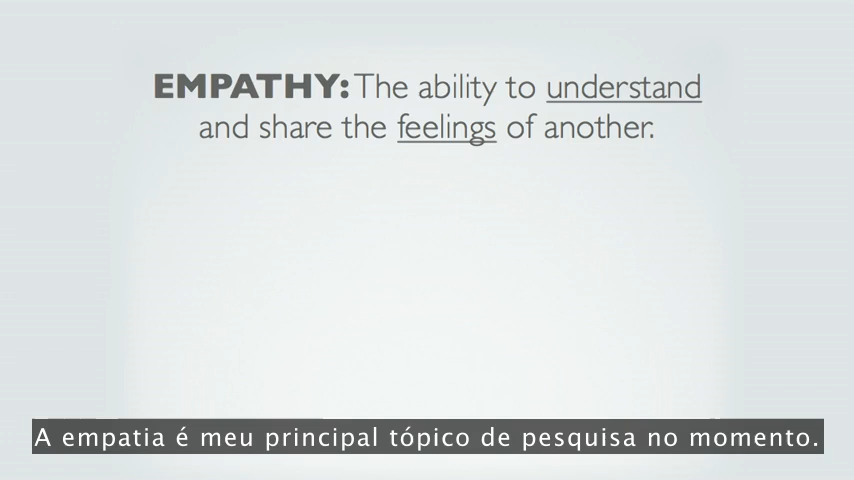 EMPATHY: The ability to understand
and share the feelings of another.
A empatia é meu principal tópico de pesquisa no momento.